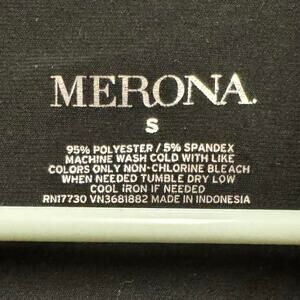 MERONA.
S
95% POLYESTER / 5% SPANDEX
MACHINE WASH COLD WITH LIKE
COLORS ONLY NON-CHLORINE BLEACH
WHEN NEEDED TUMBLE DRY LOW
COOL IRON IF NEEDED
RN17730 VN3681882 MADE IN INDONESIA